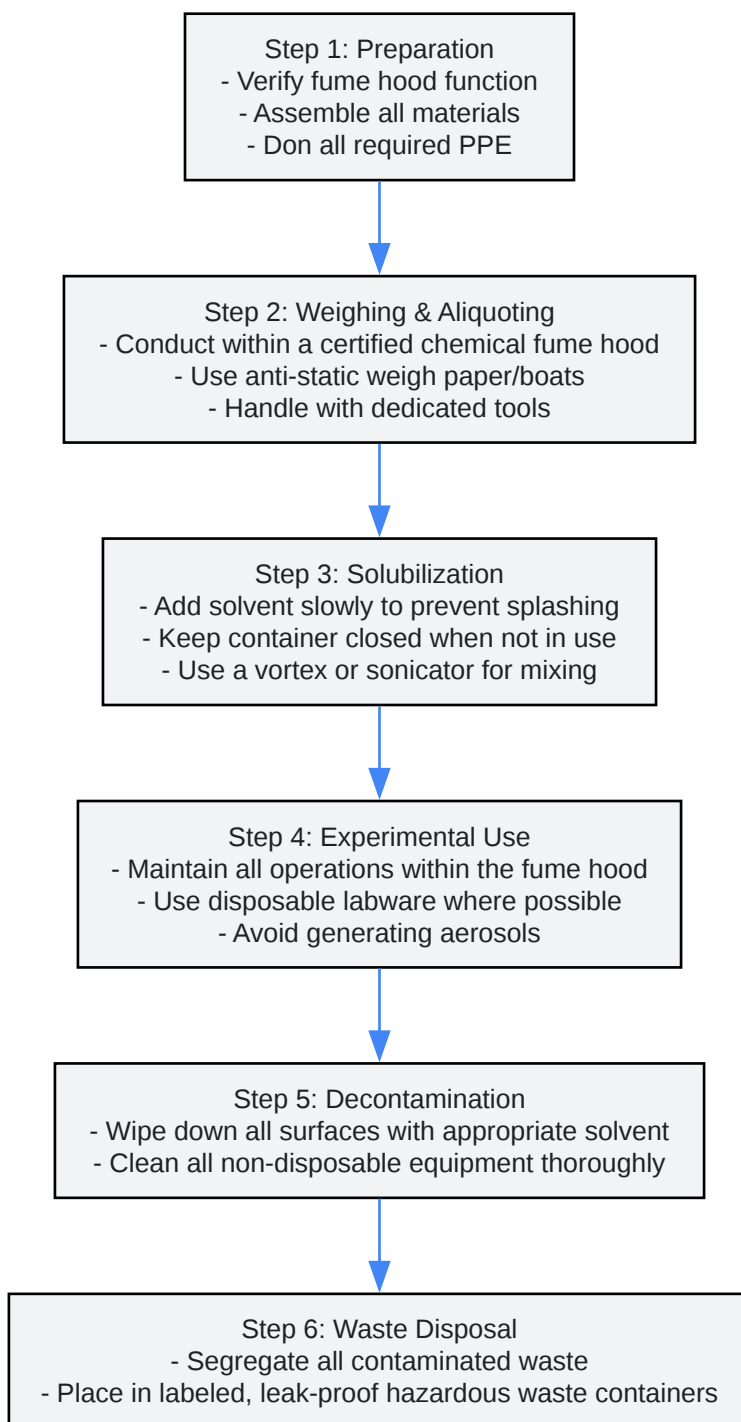 Step 1: Preparation
- Verify fume hood function
- Assemble all materials
- Don all required PPE
Step 2: Weighing & Aliquoting
- Conduct within a certified chemical fume hood
- Use anti-static weigh paper/boats
- Handle with dedicated tools
Step 3: Solubilization
- Add solvent slowly to prevent splashing
- Keep container closed when not in use
- Use a vortex or sonicator for mixing
Step 4: Experimental Use
- Maintain all operations within the fume hood
- Use disposable labware where possible
- Avoid generating aerosols
Step 5: Decontamination
- Wipe down all surfaces with appropriate solvent
- Clean all non-disposable equipment thoroughly
Step 6: Waste Disposal
- Segregate all contaminated waste
- Place in labeled, leak-proof hazardous waste containers